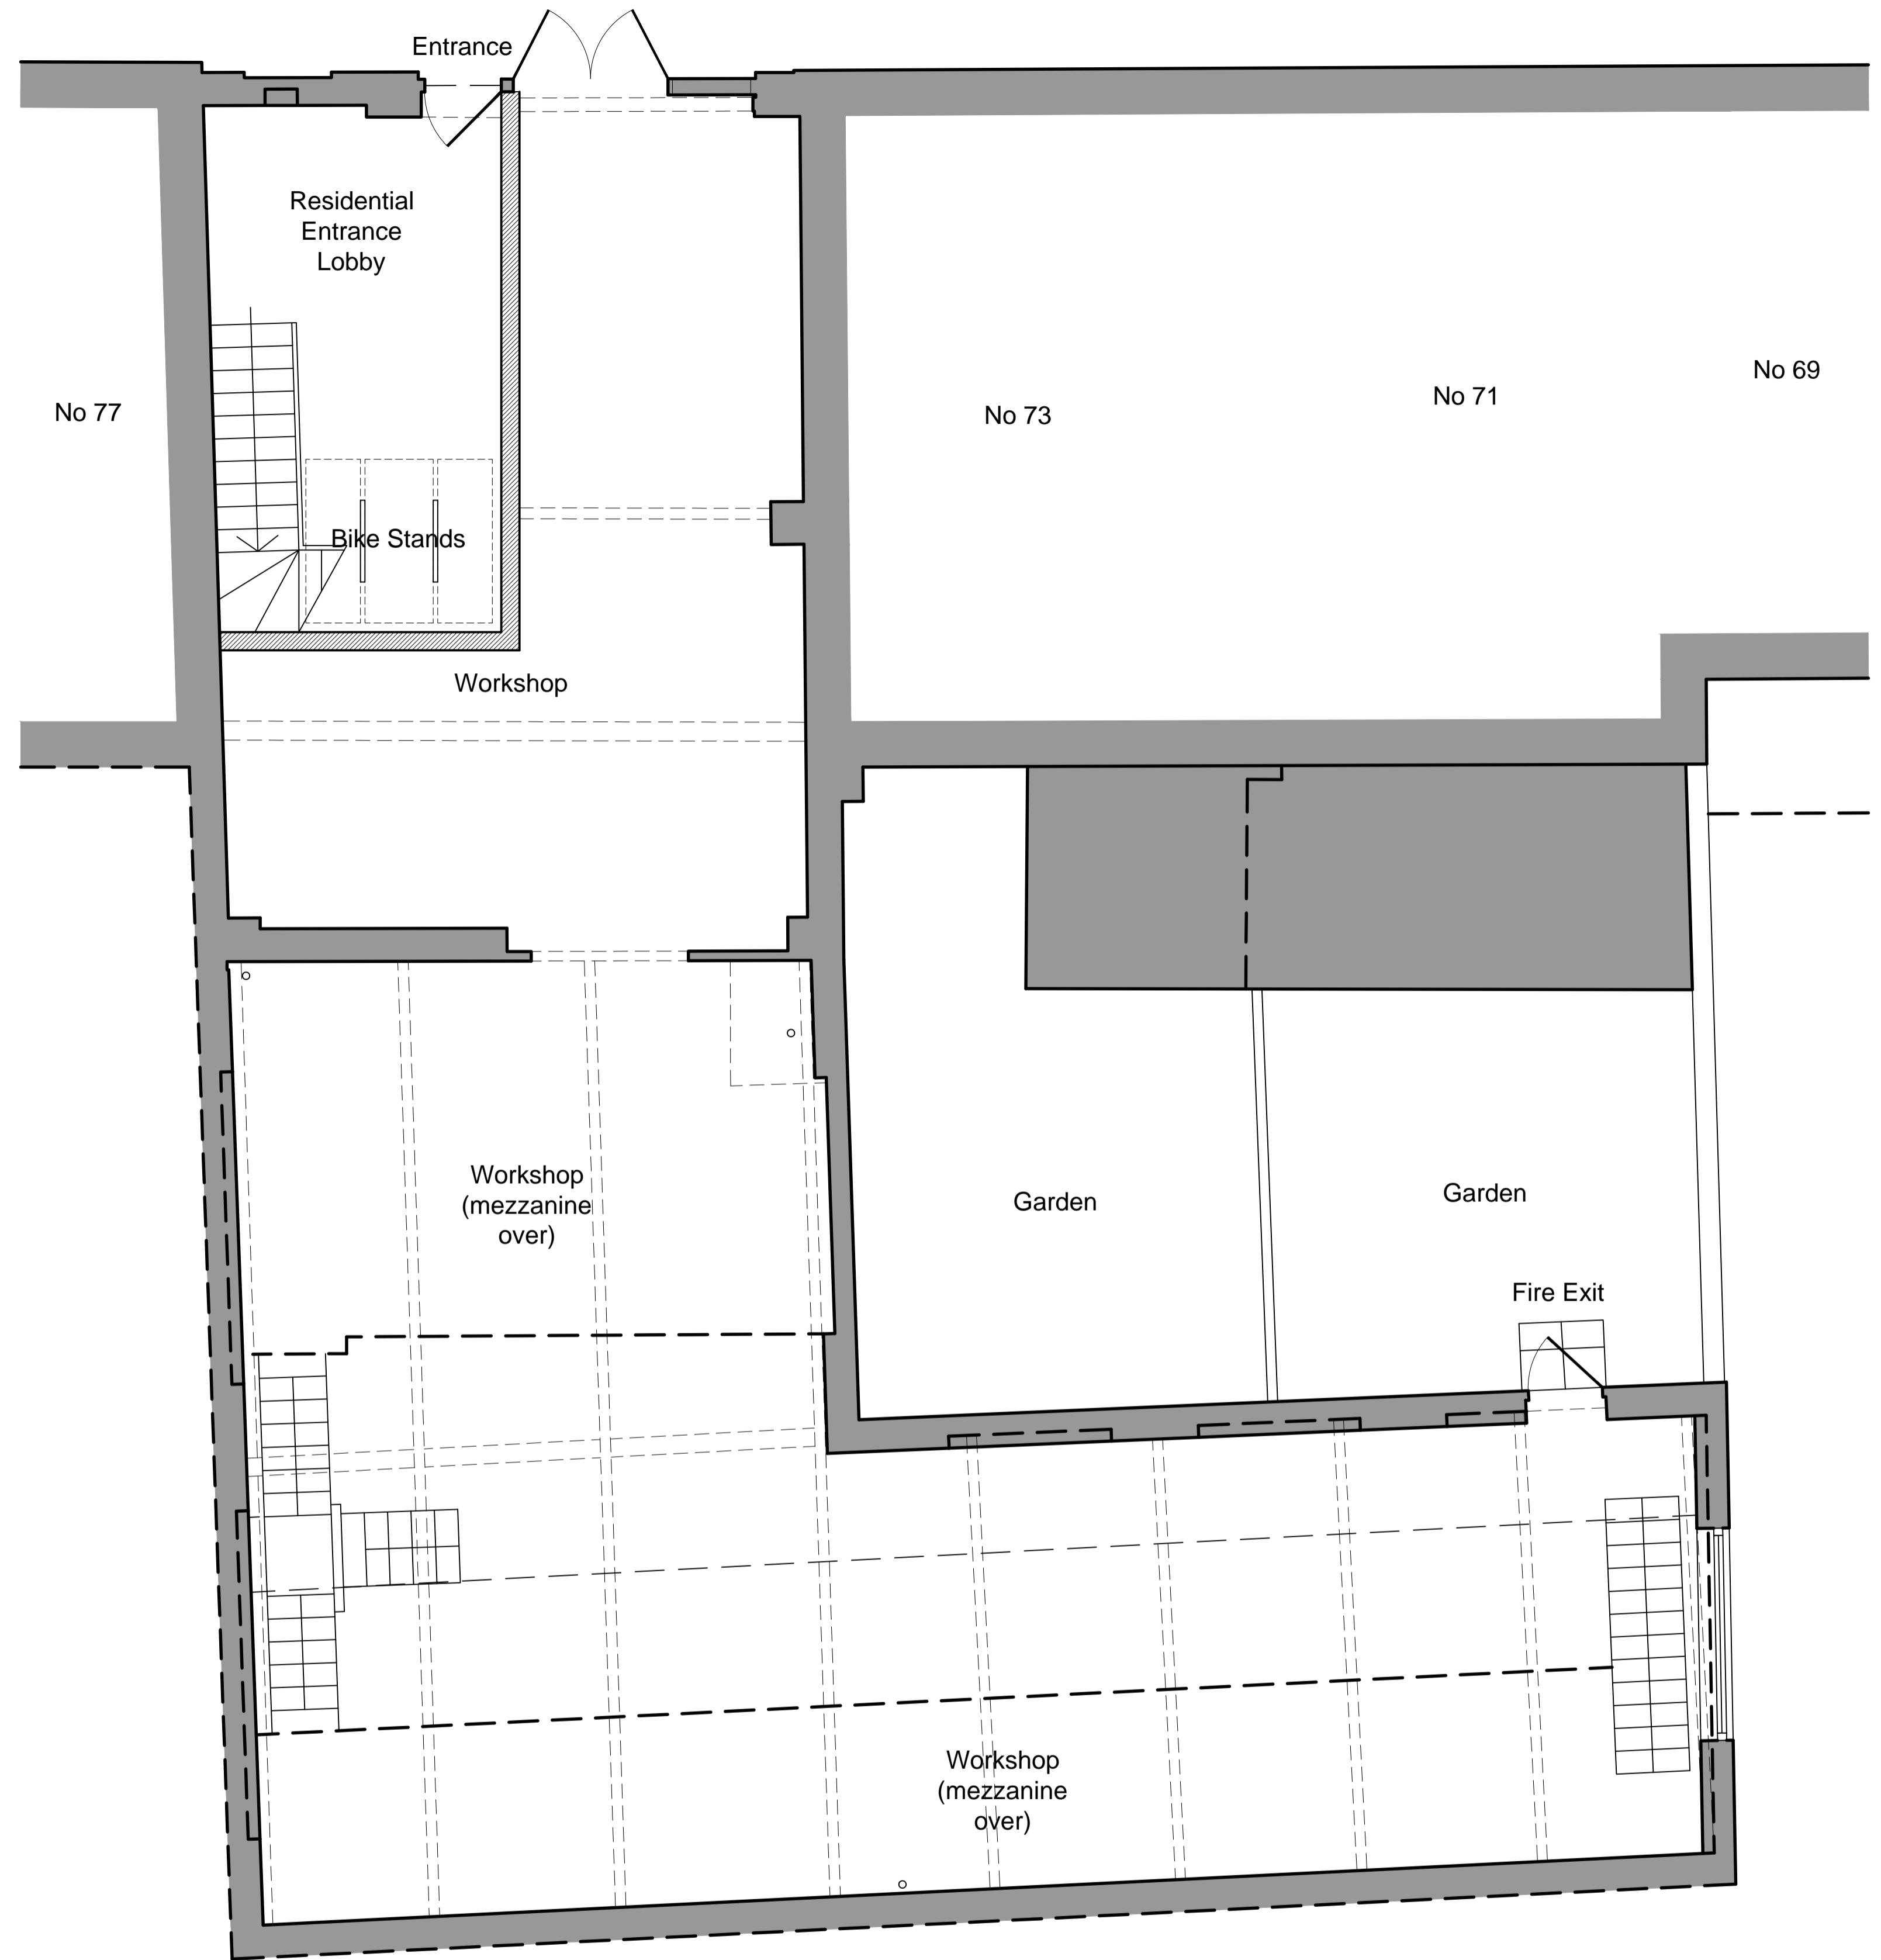 Entrance
Residential
Entrance
Lobby
No 77
No 73
No 71
No 69
Bike Stands
Workshop
Workshop
(mezzanine
over)
Garden
Garden
Fire Exit
Workshop
(mezzanine
over)